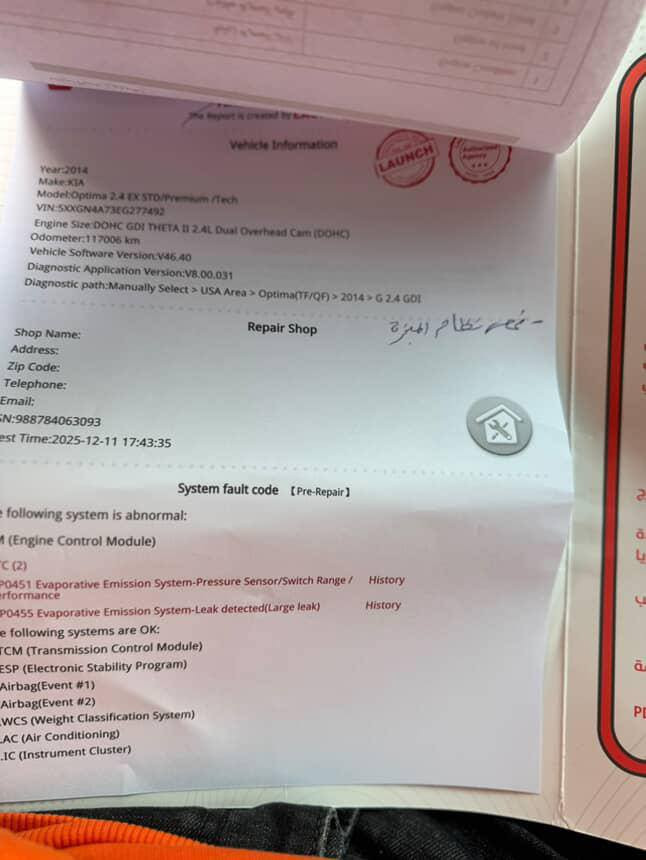 The Report is created by LAUNCH
Vehicle Information
LAUNCH
Authorized
Agency
Year:2014
Make:KIA
Model:Optima 2.4 EX STD/Premium /Tech
VIN:5XXGN4A73EG277492
Engine Size:DOHC GDI THETA II 2.4L Dual Overhead Cam (DOHC)
Odometer:117006 km
Vehicle Software Version:V46.40
Diagnostic Application Version:V8.00.031
Diagnostic path:Manually Select > USA Area > Optima(TF/QF) > 2014 > G 2.4 GDI
Repair Shop
Shop Name:
Address:
Zip Code:
Telephone:
Email:
SN:988784063093
est Time:2025-12-11 17:43:35
System fault code 【Pre-Repair】
e following system is abnormal:
M (Engine Control Module)
TC (2)
P0451 Evaporative Emission System-Pressure Sensor/Switch Range / History
erformance
P0455 Evaporative Emission System-Leak detected(Large leak) History
e following systems are OK:
TCM (Transmission Control Module)
ESP (Electronic Stability Program)
Airbag(Event #1)
Airbag(Event #2)
.WCS (Weight Classification System)
.AC (Air Conditioning)
.IC (Instrument Cluster)